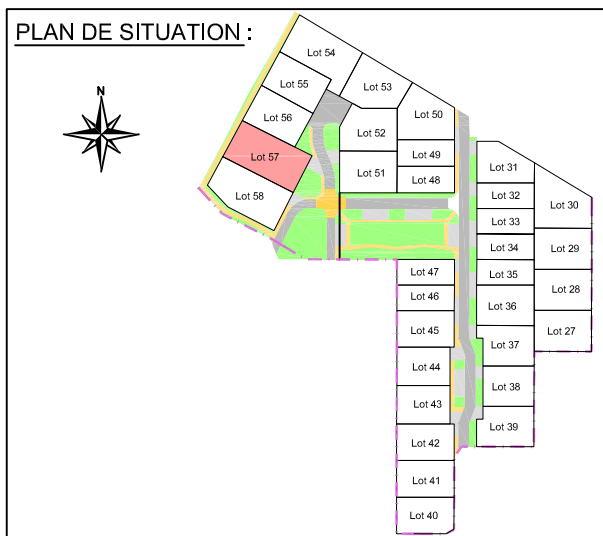 PLAN DE SITUATION :
N
Lot 54
Lot 55
Lot 53
Lot 56
Lot 50
Lot 52
Lot 57
Lot 49
Lot 51
Lot 48
Lot 58
Lot 31
Lot 32
Lot 30
Lot 33
Lot 34
Lot 29
Lot 47
Lot 35
Lot 46
Lot 36
Lot 28
Lot 45
Lot 27
Lot 37
Lot 44
Lot 38
Lot 43
Lot 39
Lot 42
Lot 41
Lot 40